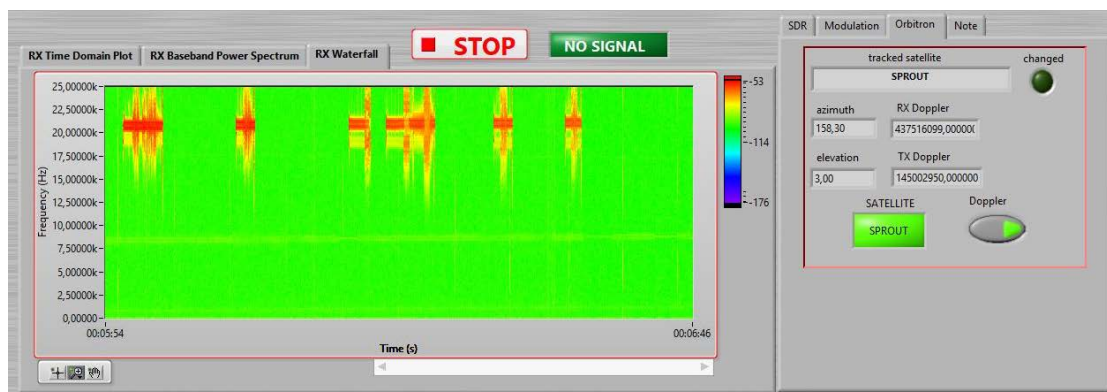 RX Time Domain Plot
RX Baseband Power Spectrum
RX Waterfall
STOP
NO SIGNAL
25,00000k
22,50000k
20,00000k
17,50000k
15,00000k
12,50000k
10,00000k
7,50000k
5,00000k
2,50000k
0,00000
Frequency (Hz)
00:05:54
00:06:46
Time (s)
-53
-114
-176
SDR
Modulation
Orbitron
Note
tracked satellite
changed
SPROUT
azimuth
RX Doppler
158,30
437516099,00000(
elevation
TX Doppler
3,00
145002950,000000
SATELLITE
Doppler
SPROUT